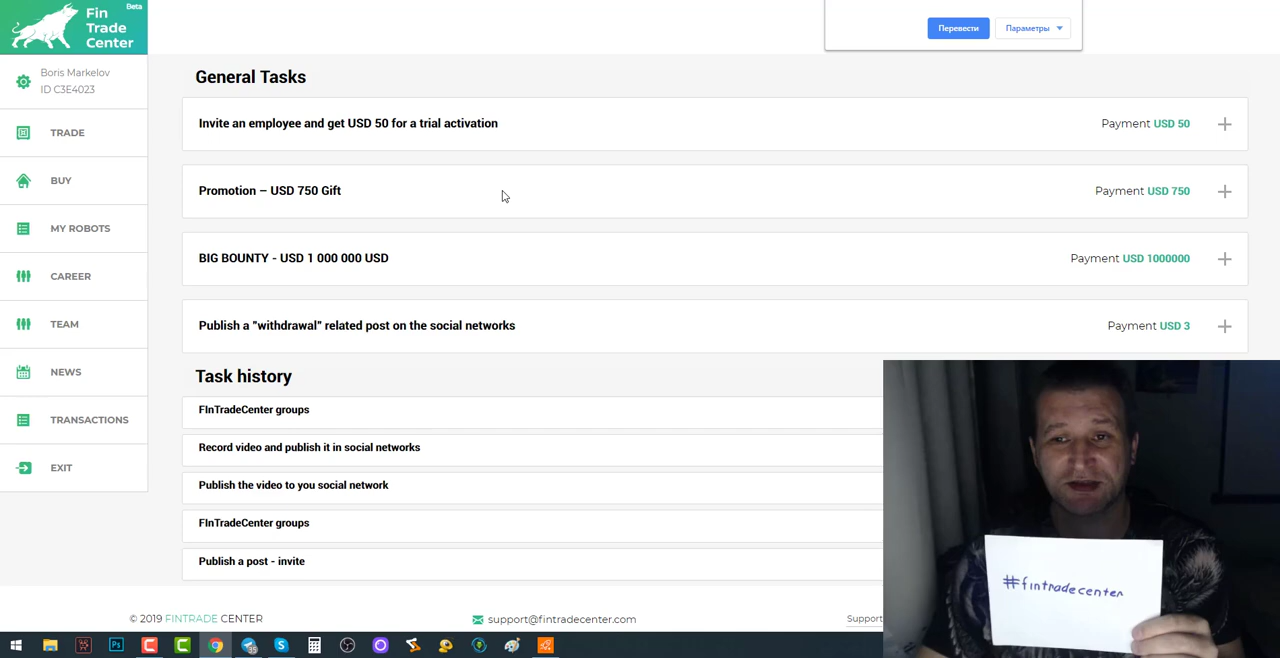 Fin
Trade
Center
Beta
Перевести
Параметры
Boris Markelov
ID C3E4023
TRADE
BUY
MY ROBOTS
CAREER
TEAM
NEWS
TRANSACTIONS
EXIT
General Tasks
Invite an employee and get USD 50 for a trial activation
Payment USD 50
Promotion – USD 750 Gift
Payment USD 750
BIG BOUNTY - USD 1 000 000 USD
Payment USD 1000000
Publish a "withdrawal" related post on the social networks
Payment USD 3
Task history
FInTradeCenter groups
Record video and publish it in social networks
Publish the video to you social network
FInTradeCenter groups
Publish a post - invite
#fintradecenter
© 2019 FINTRADE CENTER
support@fintradecenter.com
Support
Ps
35